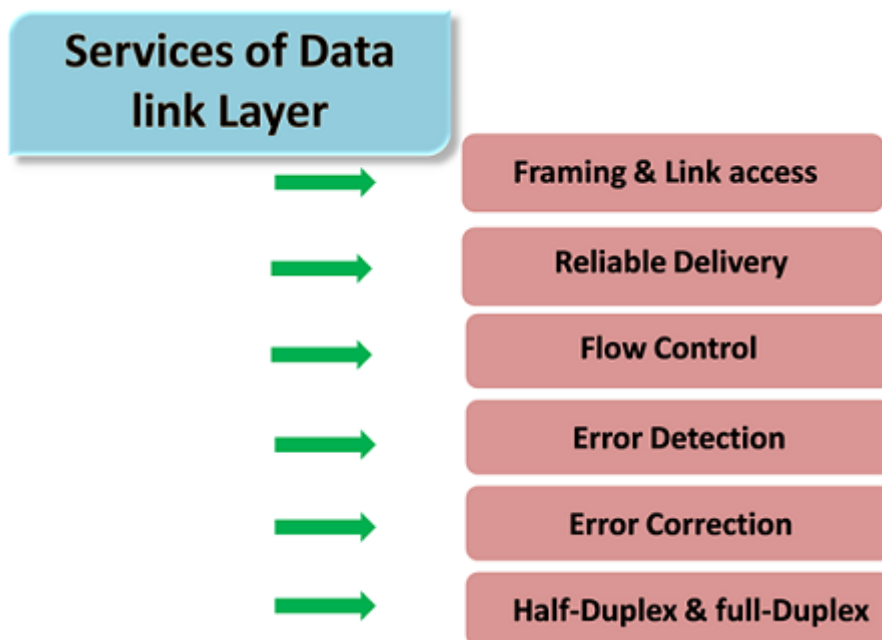 Services of Data
link Layer
Framing & Link access
Reliable Delivery
Flow Control
Error Detection
Error Correction
Half-Duplex & full-Duplex